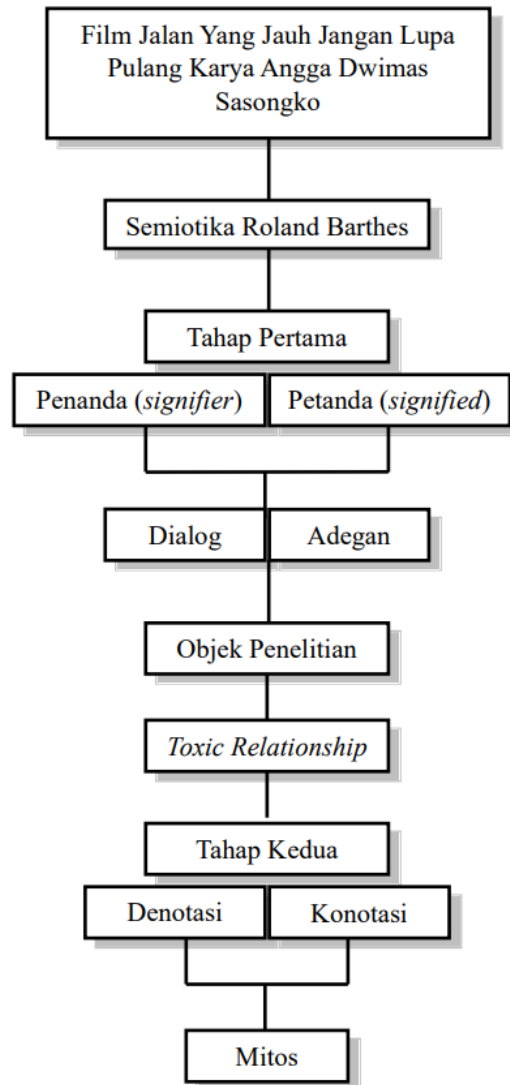 Film Jalan Yang Jauh Jangan Lupa
Pulang Karya Angga Dwimas
Sasongko
Semiotika Roland Barthes
Tahap Pertama
Penanda (signifier)
Petanda (signified)
Dialog
Adegan
Objek Penelitian
Toxic Relationship
Tahap Kedua
Denotasi
Konotasi
Mitos